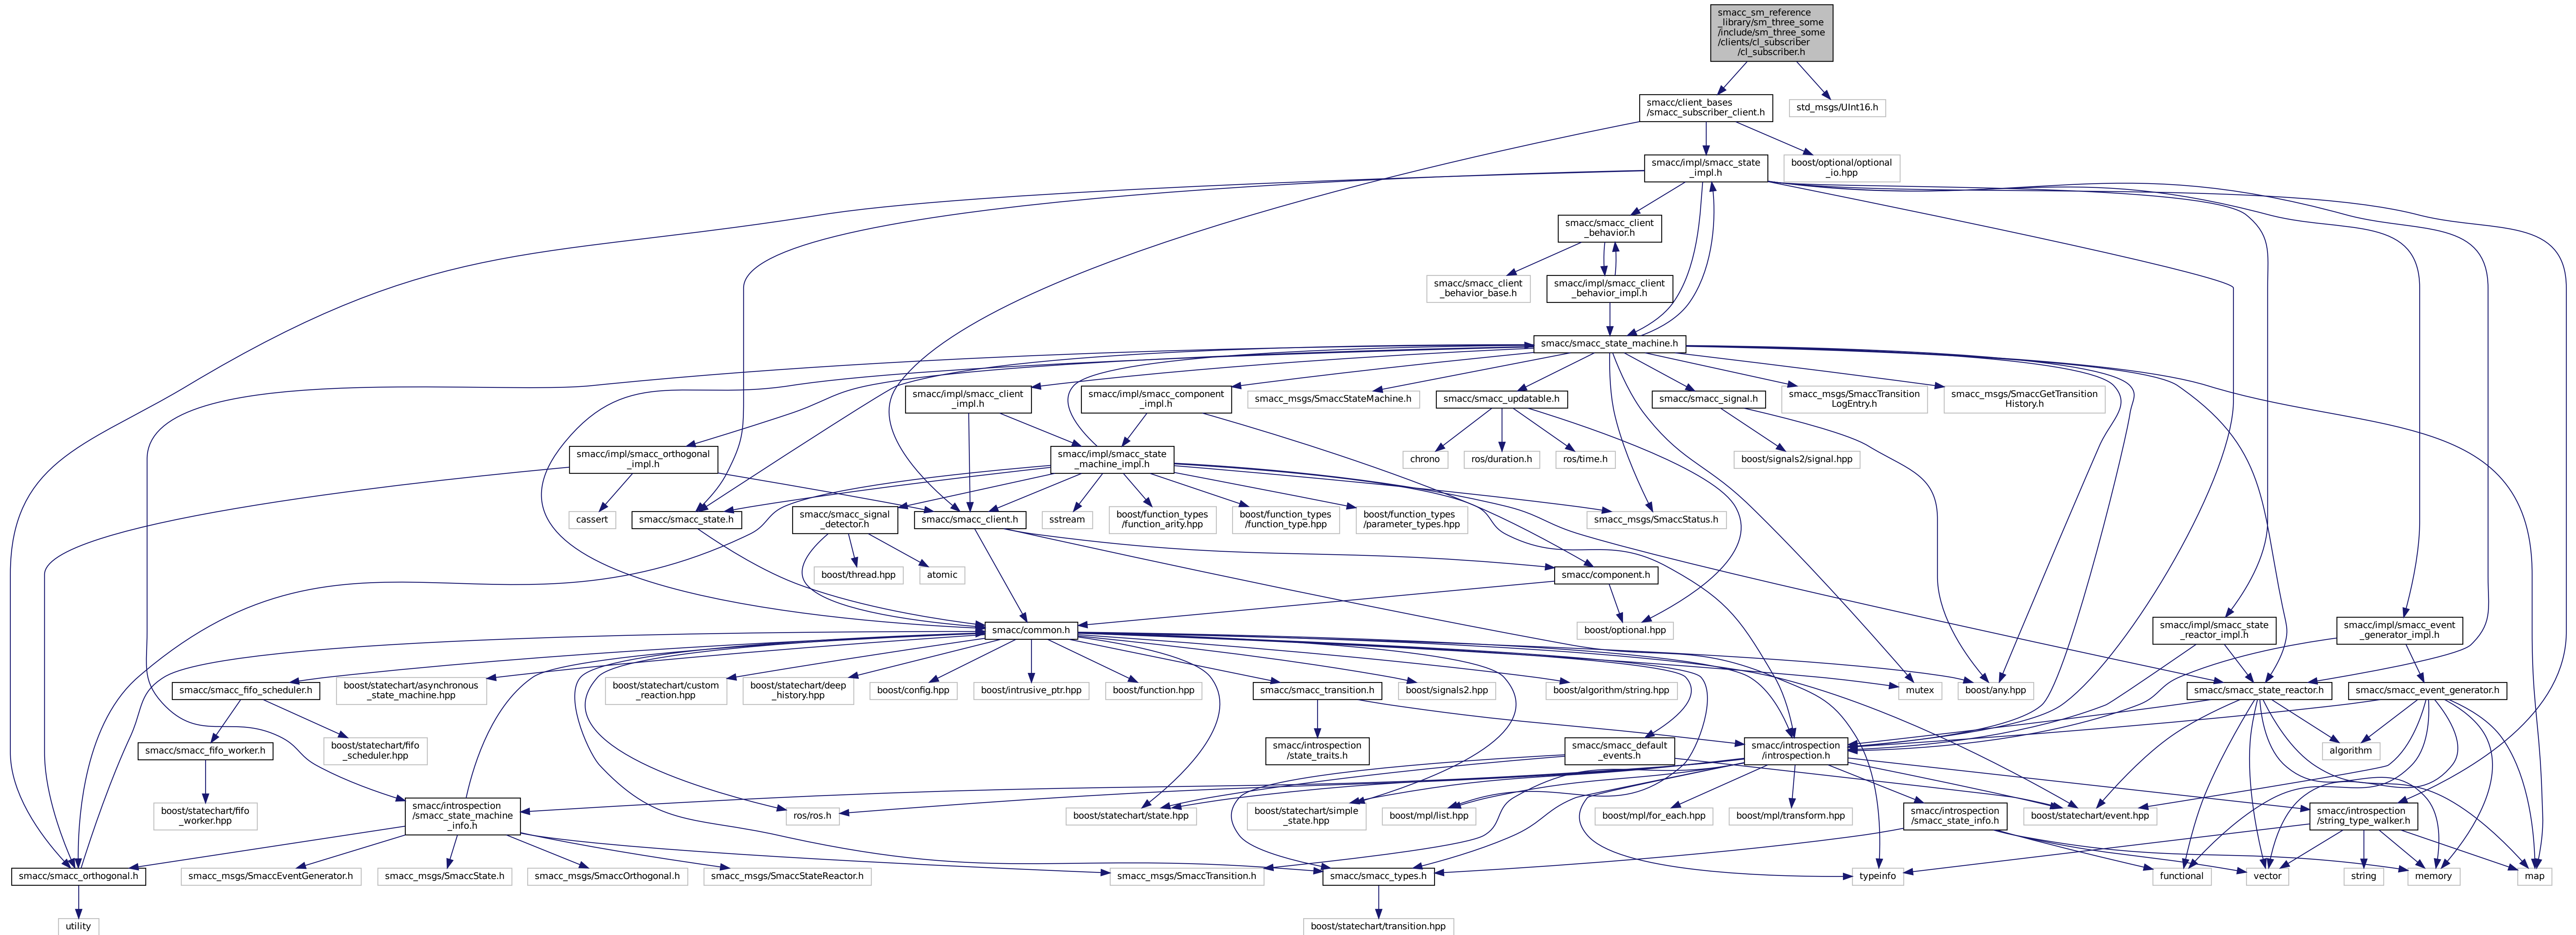 smacc_sm_reference
_library/sm_three_some
/include/sm_three_some
/clients/cl_subscriber
/cl_subscriber.h
smacc/client_bases
/smacc_subscriber_client.h
std_msgs/UInt16.h
smacc/impl/smacc_state
_impl.h
boost/optional/optional
_io.hpp
smacc/smacc_client
_behavior.h
smacc/smacc_client
_behavior_base.h
smacc/impl/smacc_client
_behavior_impl.h
smacc/smacc_state_machine.h
smacc/impl/smacc_client
_impl.h
smacc/impl/smacc_component
_impl.h
smacc_msgs/SmaccStateMachine.h
smacc/smacc_updatable.h
smacc/smacc_signal.h
smacc_msgs/SmaccTransition
LogEntry.h
smacc_msgs/SmaccGetTransition
History.h
smacc/impl/smacc_orthogonal
_impl.h
smacc/impl/smacc_state
_machine_impl.h
chrono
ros/duration.h
ros/time.h
boost/signals2/signal.hpp
cassert
smacc/smacc_state.h
smacc/smacc_signal
_detector.h
smacc/smacc_client.h
sstream
boost/function_types
/function_arity.hpp
boost/function_types
/function_type.hpp
boost/function_types
/parameter_types.hpp
smacc_msgs/SmaccStatus.h
boost/thread.hpp
atomic
smacc/component.h
smacc/common.h
boost/optional.hpp
smacc/impl/smacc_state
_reactor_impl.h
smacc/impl/smacc_event
_generator_impl.h
smacc/smacc_fifo_scheduler.h
boost/statechart/asynchronous
_state_machine.hpp
boost/statechart/custom
_reaction.hpp
boost/statechart/deep
_history.hpp
boost/config.hpp
boost/intrusive_ptr.hpp
boost/function.hpp
smacc/smacc_transition.h
boost/signals2.hpp
boost/algorithm/string.hpp
mutex
boost/any.hpp
smacc/smacc_state_reactor.h
smacc/smacc_event_generator.h
smacc/smacc_fifo_worker.h
boost/statechart/fifo
_scheduler.hpp
smacc/introspection
/state_traits.h
smacc/smacc_default
_events.h
smacc/introspection
/introspection.h
algorithm
boost/statechart/fifo
_worker.hpp
smacc/introspection
/smacc_state_machine
_info.h
ros/ros.h
boost/statechart/state.hpp
boost/statechart/simple
_state.hpp
boost/mpl/list.hpp
boost/mpl/for_each.hpp
boost/mpl/transform.hpp
smacc/introspection
/smacc_state_info.h
boost/statechart/event.hpp
smacc/introspection
/string_type_walker.h
smacc/smacc_orthogonal.h
smacc_msgs/SmaccEventGenerator.h
smacc_msgs/SmaccState.h
smacc_msgs/SmaccOrthogonal.h
smacc_msgs/SmaccStateReactor.h
smacc_msgs/SmaccTransition.h
smacc/smacc_types.h
typeinfo
functional
vector
string
memory
map
utility
boost/statechart/transition.hpp